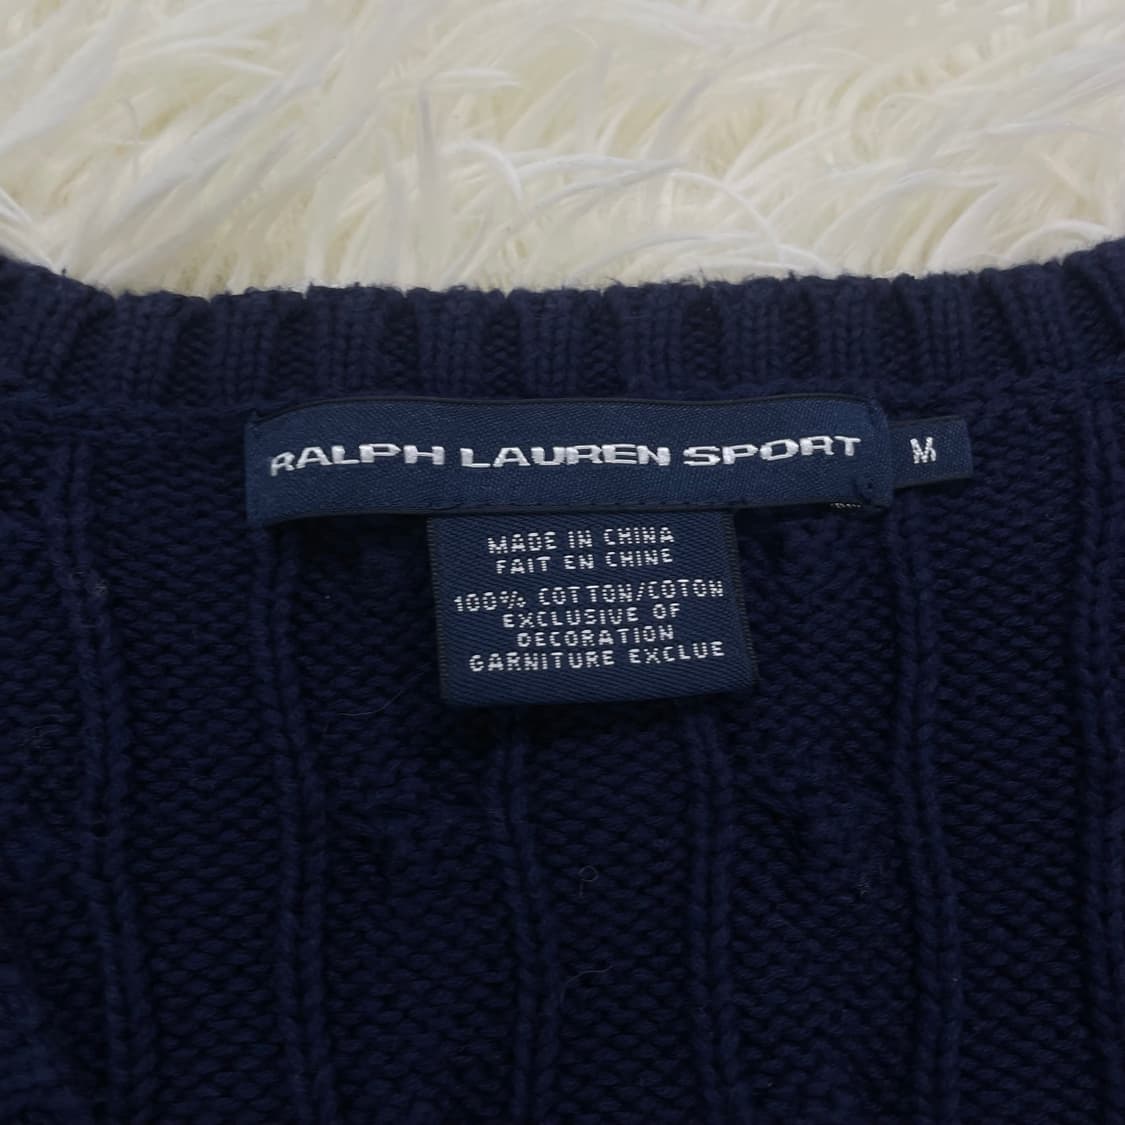 RALPH LAUREN SPORT
M
MADE IN CHINA
FAIT EN CHINE
100% COTTON/COTON
EXCLUSIVE OF
DECORATION
GARNITURE EXCLUE